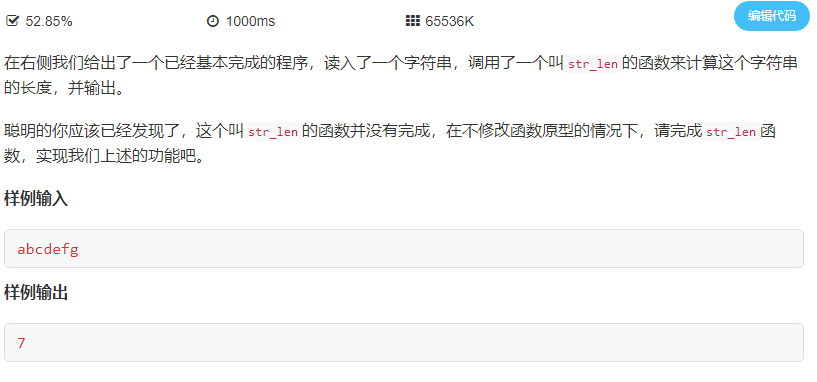 52.85% 1000ms 65536K 编辑代码
在右侧我们给出了一个已经基本完成的程序，读入了一个字符串，调用了一个叫 str_len 的函数来计算这个字符串
的长度，并输出。
聪明的你应该已经发现了，这个叫 str_len 的函数并没有完成，在不修改函数原型的情况下，请完成 str_len 函
数，实现我们上述的功能吧。
样例输入
abcdefg
样例输出
7